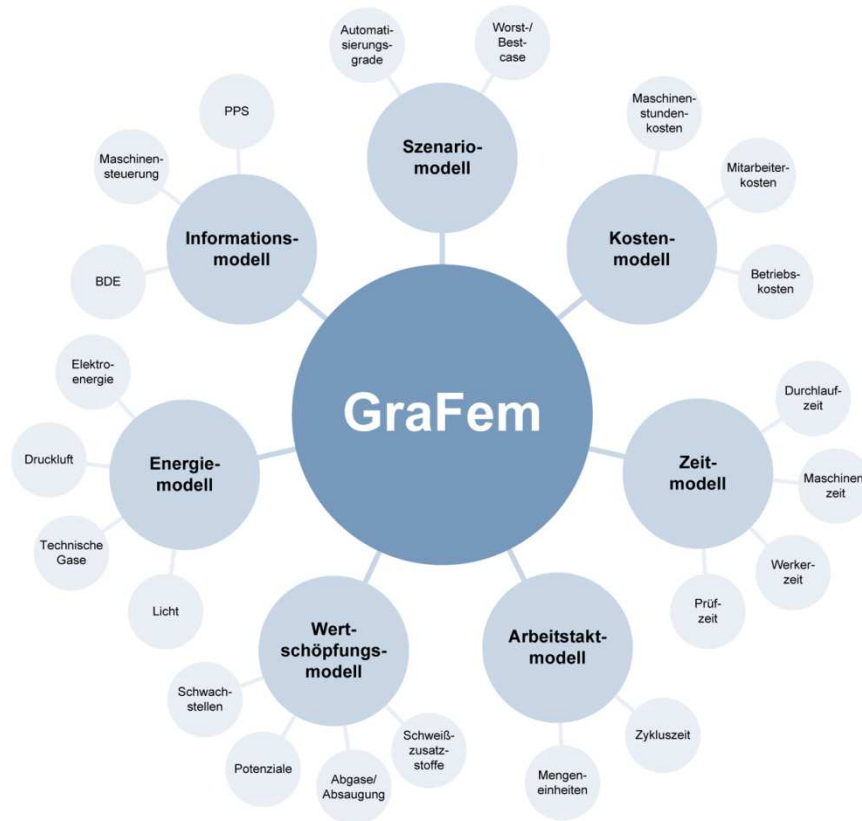 GraFem
Szenario-
modell
Automati-
sierungs-
grade
Worst-/
Best-
case
Kosten-
modell
Maschinen-
stunden-
kosten
Mitarbeiter-
kosten
Betriebs-
kosten
Zeit-
modell
Durchlauf-
zeit
Maschinen
zeit
Werker-
zeit
Prüf-
zeit
Arbeitstakt-
modell
Zykluszeit
Mengen-
einheiten
Wert-
schöpfungs-
modell
Schweiß-
zusatz-
stoffe
Abgase/
Absaugung
Potenziale
Schwach-
stellen
Energie-
modell
Licht
Technische
Gase
Druckluft
Elektro-
energie
Informations-
modell
BDE
Maschinen-
steuerung
PPS